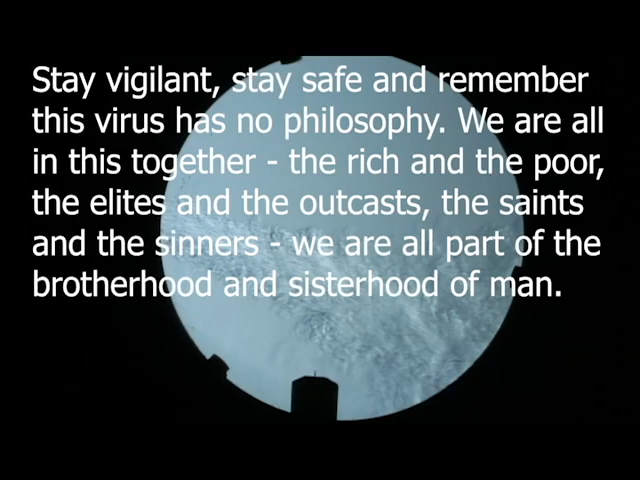 Stay vigilant, stay safe and remember
this virus has no philosophy. We are all
in this together - the rich and the poor,
the elites and the outcasts, the saints
and the sinners - we are all part of the
brotherhood and sisterhood of man.